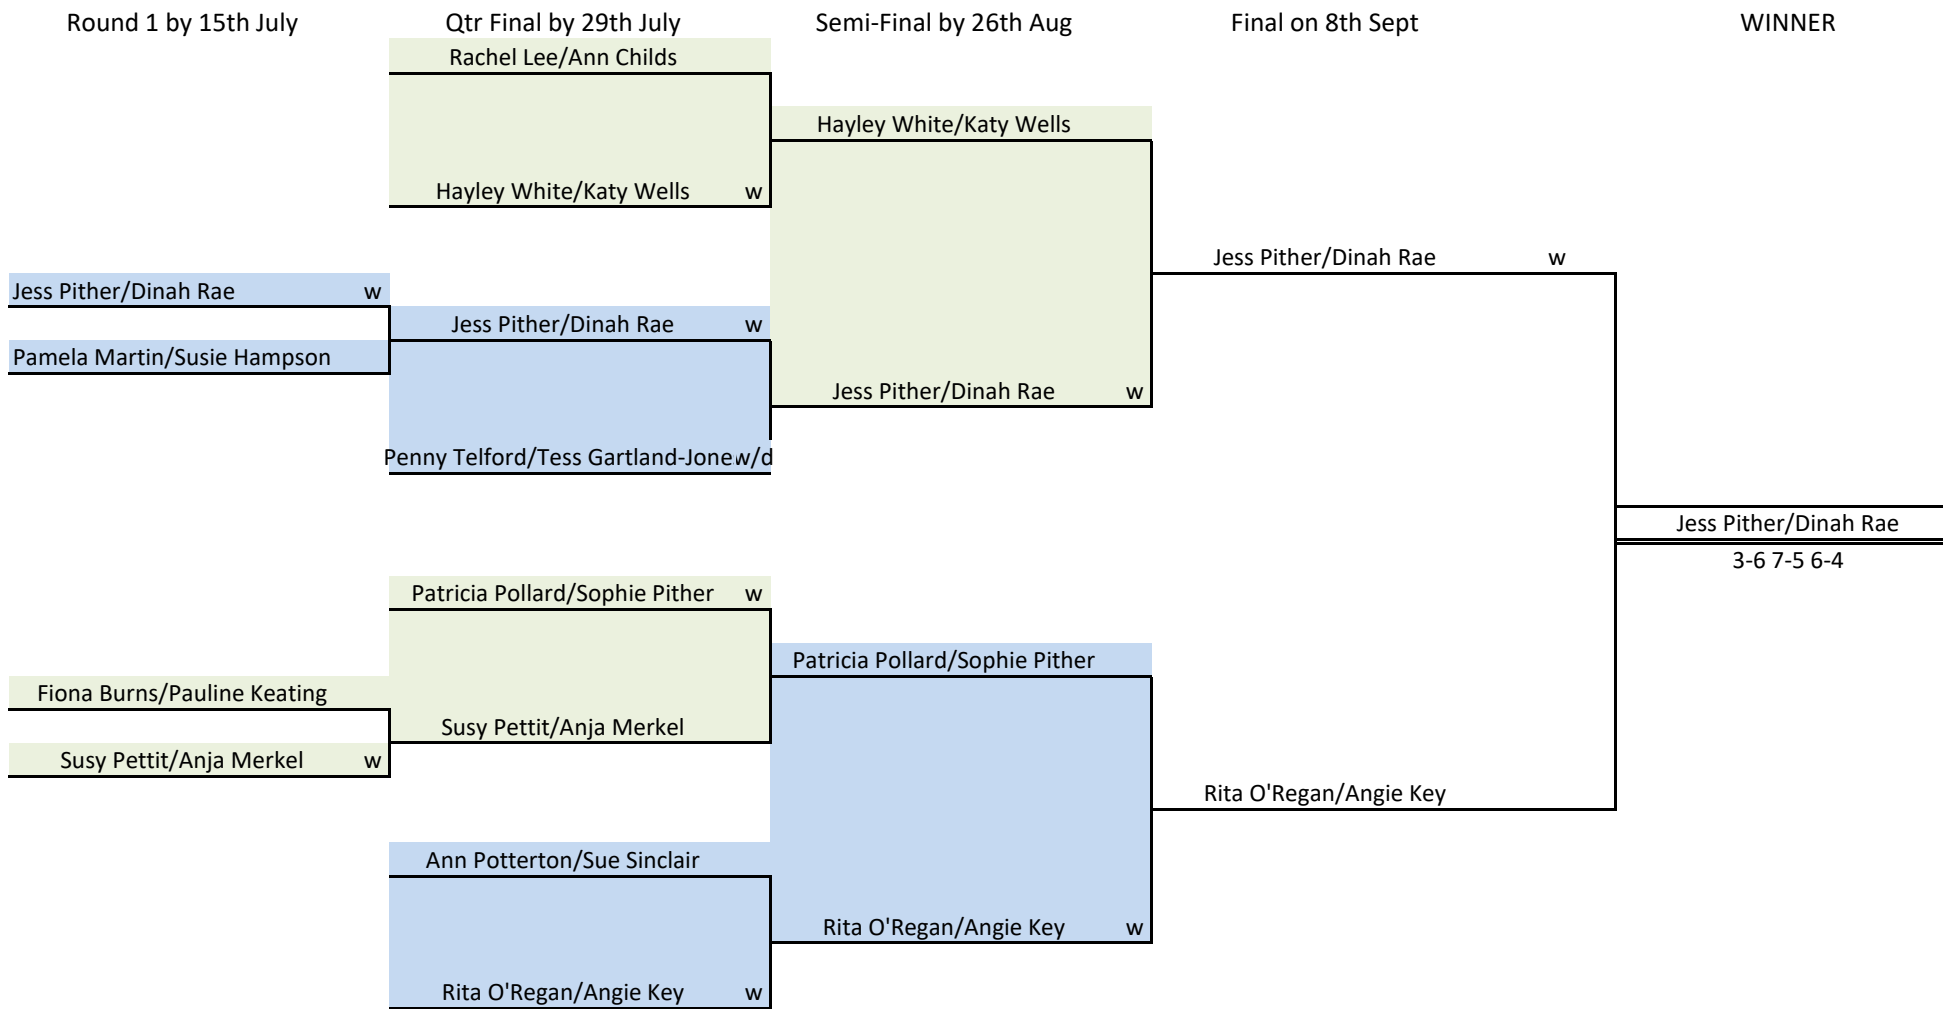 Round 1 by 15th July
Qtr Final by 29th July
Semi-Final by 26th Aug
Final on 8th Sept
WINNER
Rachel Lee/Ann Childs
Hayley White/Katy Wells
Hayley White/Katy Wells w
Jess Pither/Dinah Rae w
Jess Pither/Dinah Rae w
Jess Pither/Dinah Rae w
Pamela Martin/Susie Hampson
Jess Pither/Dinah Rae w
Penny Telford/Tess Gartland-Jone w/d
Jess Pither/Dinah Rae
3-6 7-5 6-4
Patricia Pollard/Sophie Pither w
Patricia Pollard/Sophie Pither
Fiona Burns/Pauline Keating
Susy Pettit/Anja Merkel
Susy Pettit/Anja Merkel w
Rita O'Regan/Angie Key
Ann Potterton/Sue Sinclair
Rita O'Regan/Angie Key w
Rita O'Regan/Angie Key w